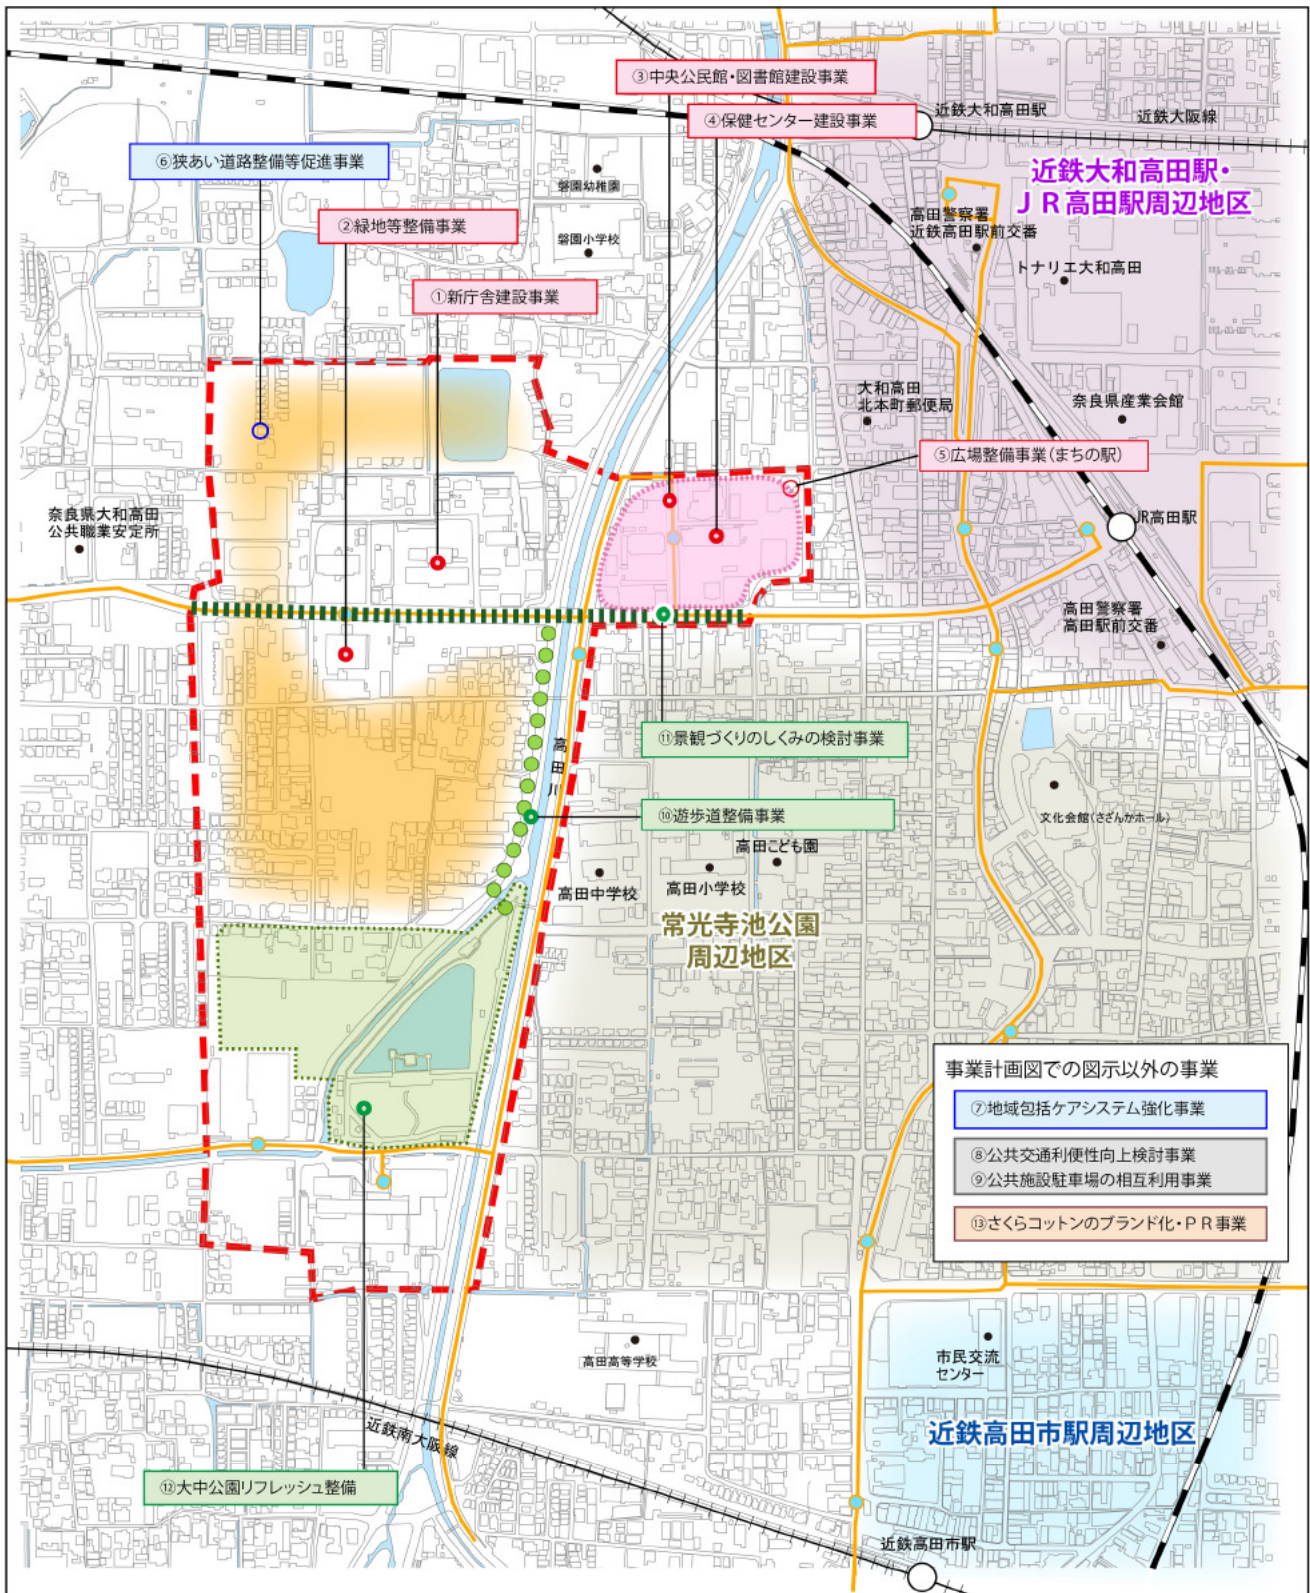 ③中央公民館・図書館建設事業
近鉄大和高田駅
近鉄大阪線
④保健センター建設事業
⑥狭あい道路整備等促進事業
磐園幼稚園
近鉄大和高田駅・
ＪＲ高田駅周辺地区
②緑地等整備事業
高田警察署
近鉄高田駅前交番
磐園小学校
トナリエ大和高田
①新庁舎建設事業
大和高田
北本町郵便局
奈良県産業会館
⑤広場整備事業(まちの駅)
奈良県大和高田
公共職業安定所
JR高田駅
高田警察署
高田駅前交番
⑪景観づくりのしくみの検討事業
高田川
⑩遊歩道整備事業
文化会館(さざんかホール)
高田こども園
高田中学校
高田小学校
常光寺池公園
周辺地区
事業計画図での図示以外の事業
⑦地域包括ケアシステム強化事業
⑧公共交通利便性向上検討事業
⑨公共施設駐車場の相互利用事業
⑬さくらコットンのブランド化・ＰＲ事業
高田高等学校
市民交流
センター
近鉄南大阪線
近鉄高田市駅周辺地区
⑫大中公園リフレッシュ整備
近鉄高田市駅